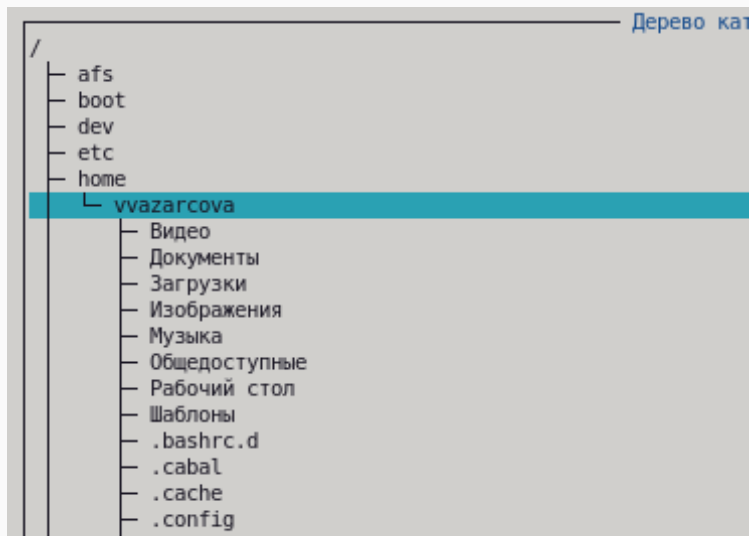 Дерево кат
/
afs
boot
dev
etc
home
vvazarcova
Видео
Документы
Загрузки
Изображения
Музыка
Общедоступные
Рабочий стол
Шаблоны
.bashrc.d
.cabal
.cache
.config